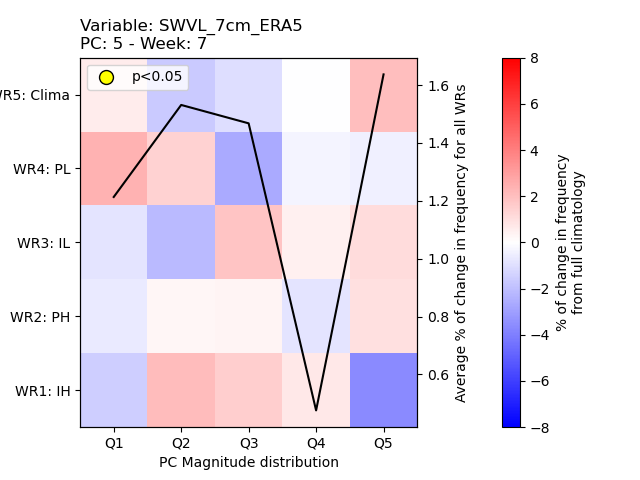 Variable: SWVL_7cm_ERA5
PC: 5 - Week: 7
p<0.05
WR5: Clima
WR4: PL
WR3: IL
WR2: PH
WR1: IH
Q1 Q2 Q3 Q4 Q5
PC Magnitude distribution
1.6
1.4
1.2
1.0
0.8
0.6
Average % of change in frequency for all WRs
8
6
4
2
0
−2
−4
−6
−8
% of change in frequency
from full climatology